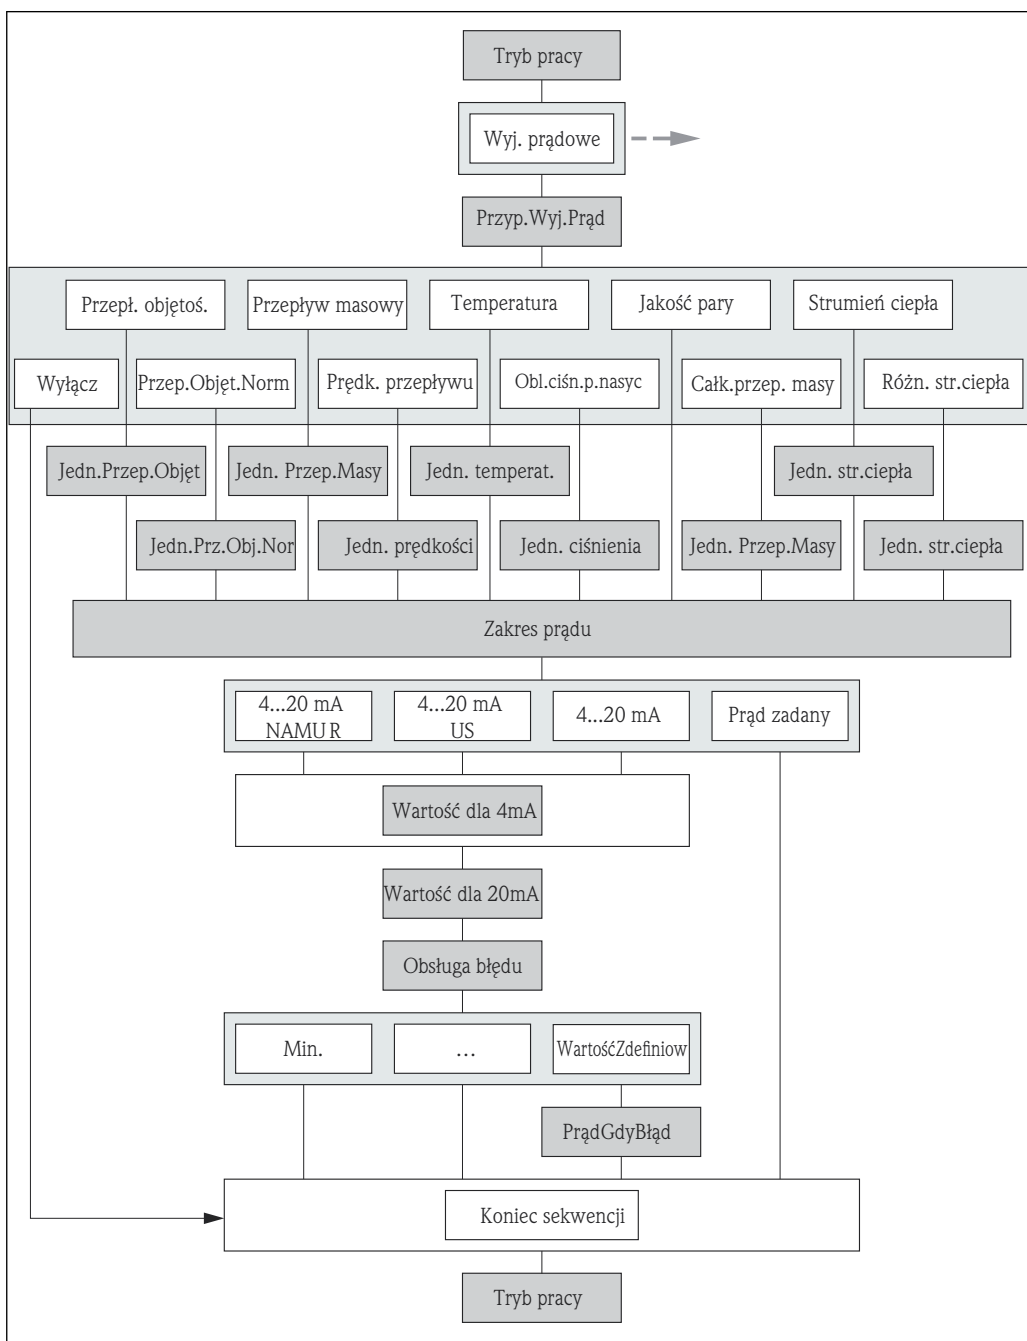 Tryb pracy
Wyj. prądowe
Przyp.Wyj.Prąd
Przepł. objętoś.
Przepływ masowy
Temperatura
Jakość pary
Strumień ciepła
Wyłącz
Przep.Objęt.Norm
Prędk. przepływu
Obl.ciśn.p.nasyc
Całk.przep. masy
Różn. str.ciepła
Jedn.Przep.Objęt
Jedn. Przep.Masy
Jedn. temperat.
Jedn. str.ciepła
Jedn.Prz.Obj.Nor
Jedn. prędkości
Jedn. ciśnienia
Jedn. Przep.Masy
Jedn. str.ciepła
Zakres prądu
4...20 mA
NAMU R
4...20 mA
US
4...20 mA
Prąd zadany
Wartość dla 4mA
Wartość dla 20mA
Obsługa błędu
Min.
...
WartośćZdefiniow
PrądGdyBłąd
Koniec sekwencji
Tryb pracy